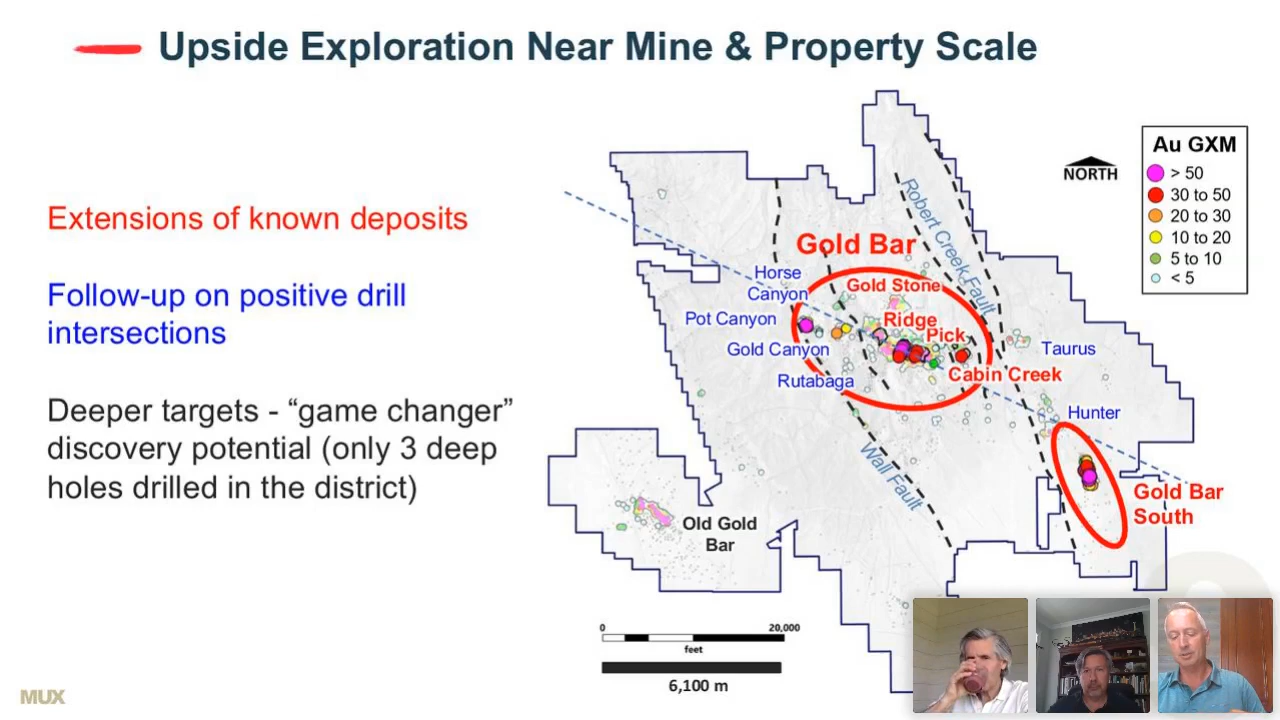 Upside Exploration Near Mine & Property Scale
Extensions of known deposits
Follow-up on positive drill
intersections
Deeper targets - “game changer”
discovery potential (only 3 deep
holes drilled in the district)
NORTH
Au GXM
> 50
30 to 50
20 to 30
10 to 20
5 to 10
< 5
Robert Creek Fault
Gold Bar
Horse
Canyon
Gold Stone
Pot Canyon
Ridge
Pick
Gold Canyon
Taurus
Rutabaga
Cabin Creek
Hunter
Wall Fault
Gold Bar
South
Old Gold
Bar
0
20,000
feet
6,100 m
MUX